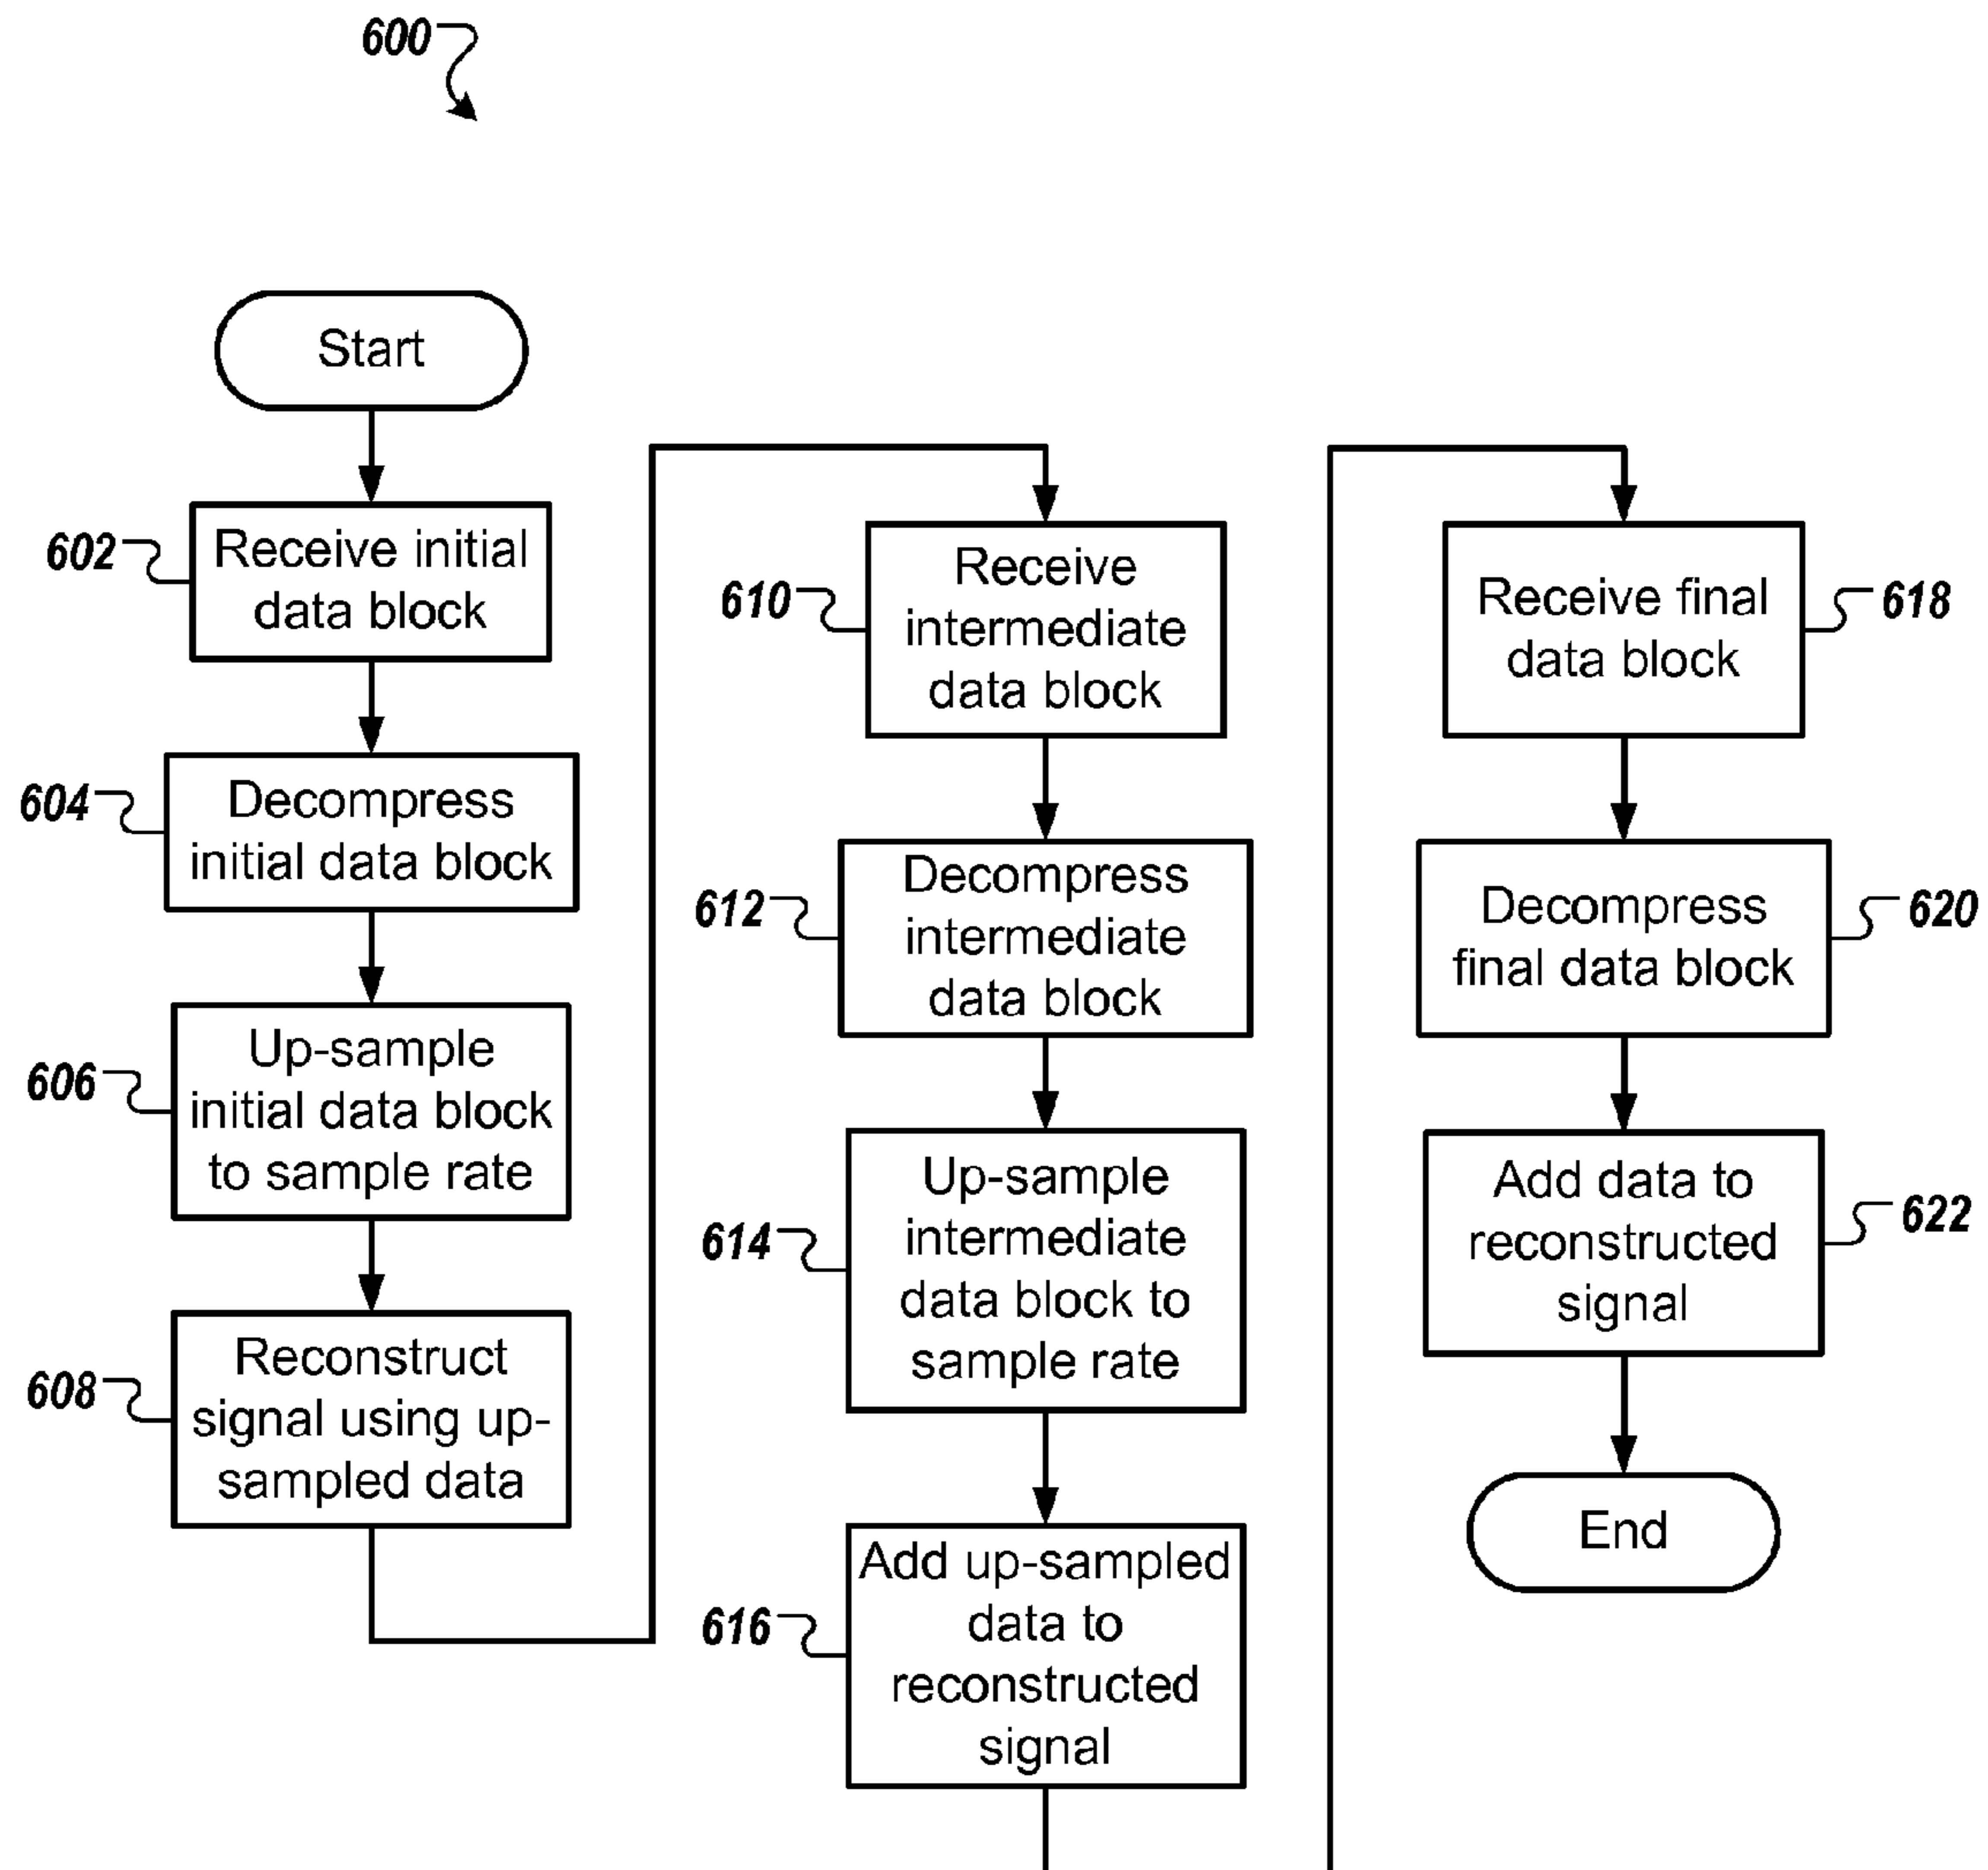 600
Start
602
Receive initial
data block
604
Decompress
initial data block
606
Up-sample
initial data block
to sample rate
608
Reconstruct
signal using up-
sampled data
610
Receive
intermediate
data block
612
Decompress
intermediate
data block
614
Up-sample
intermediate
data block to
sample rate
616
Add up-sampled
data to
reconstructed
signal
Receive final
data block
618
Decompress
final data block
620
Add data to
reconstructed
signal
622
End